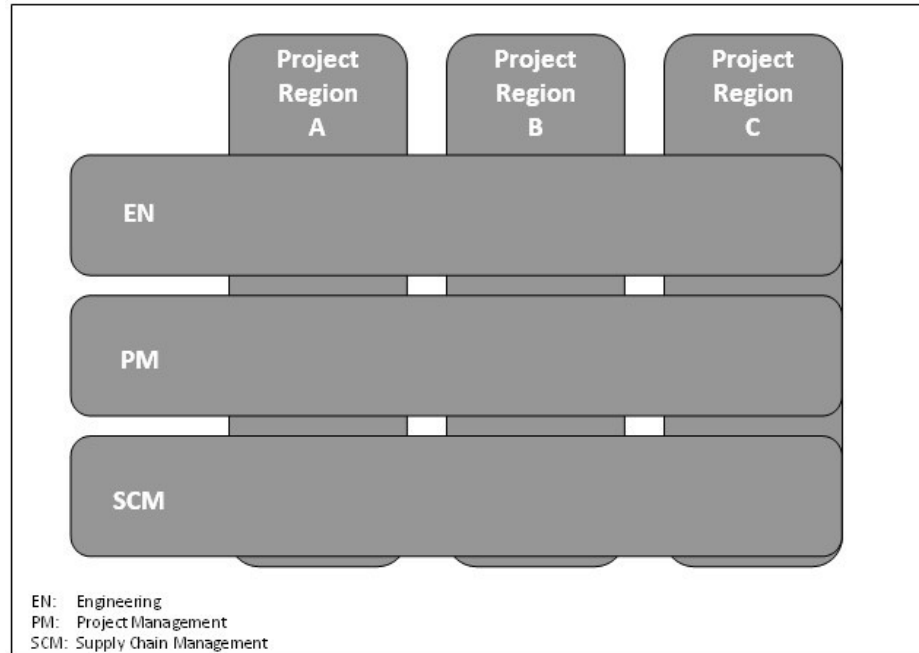 Project
Region
A
Project
Region
B
Project
Region
C
EN
PM
SCM
EN: Engineering
PM: Project Management
SCM: Supply Chain Management